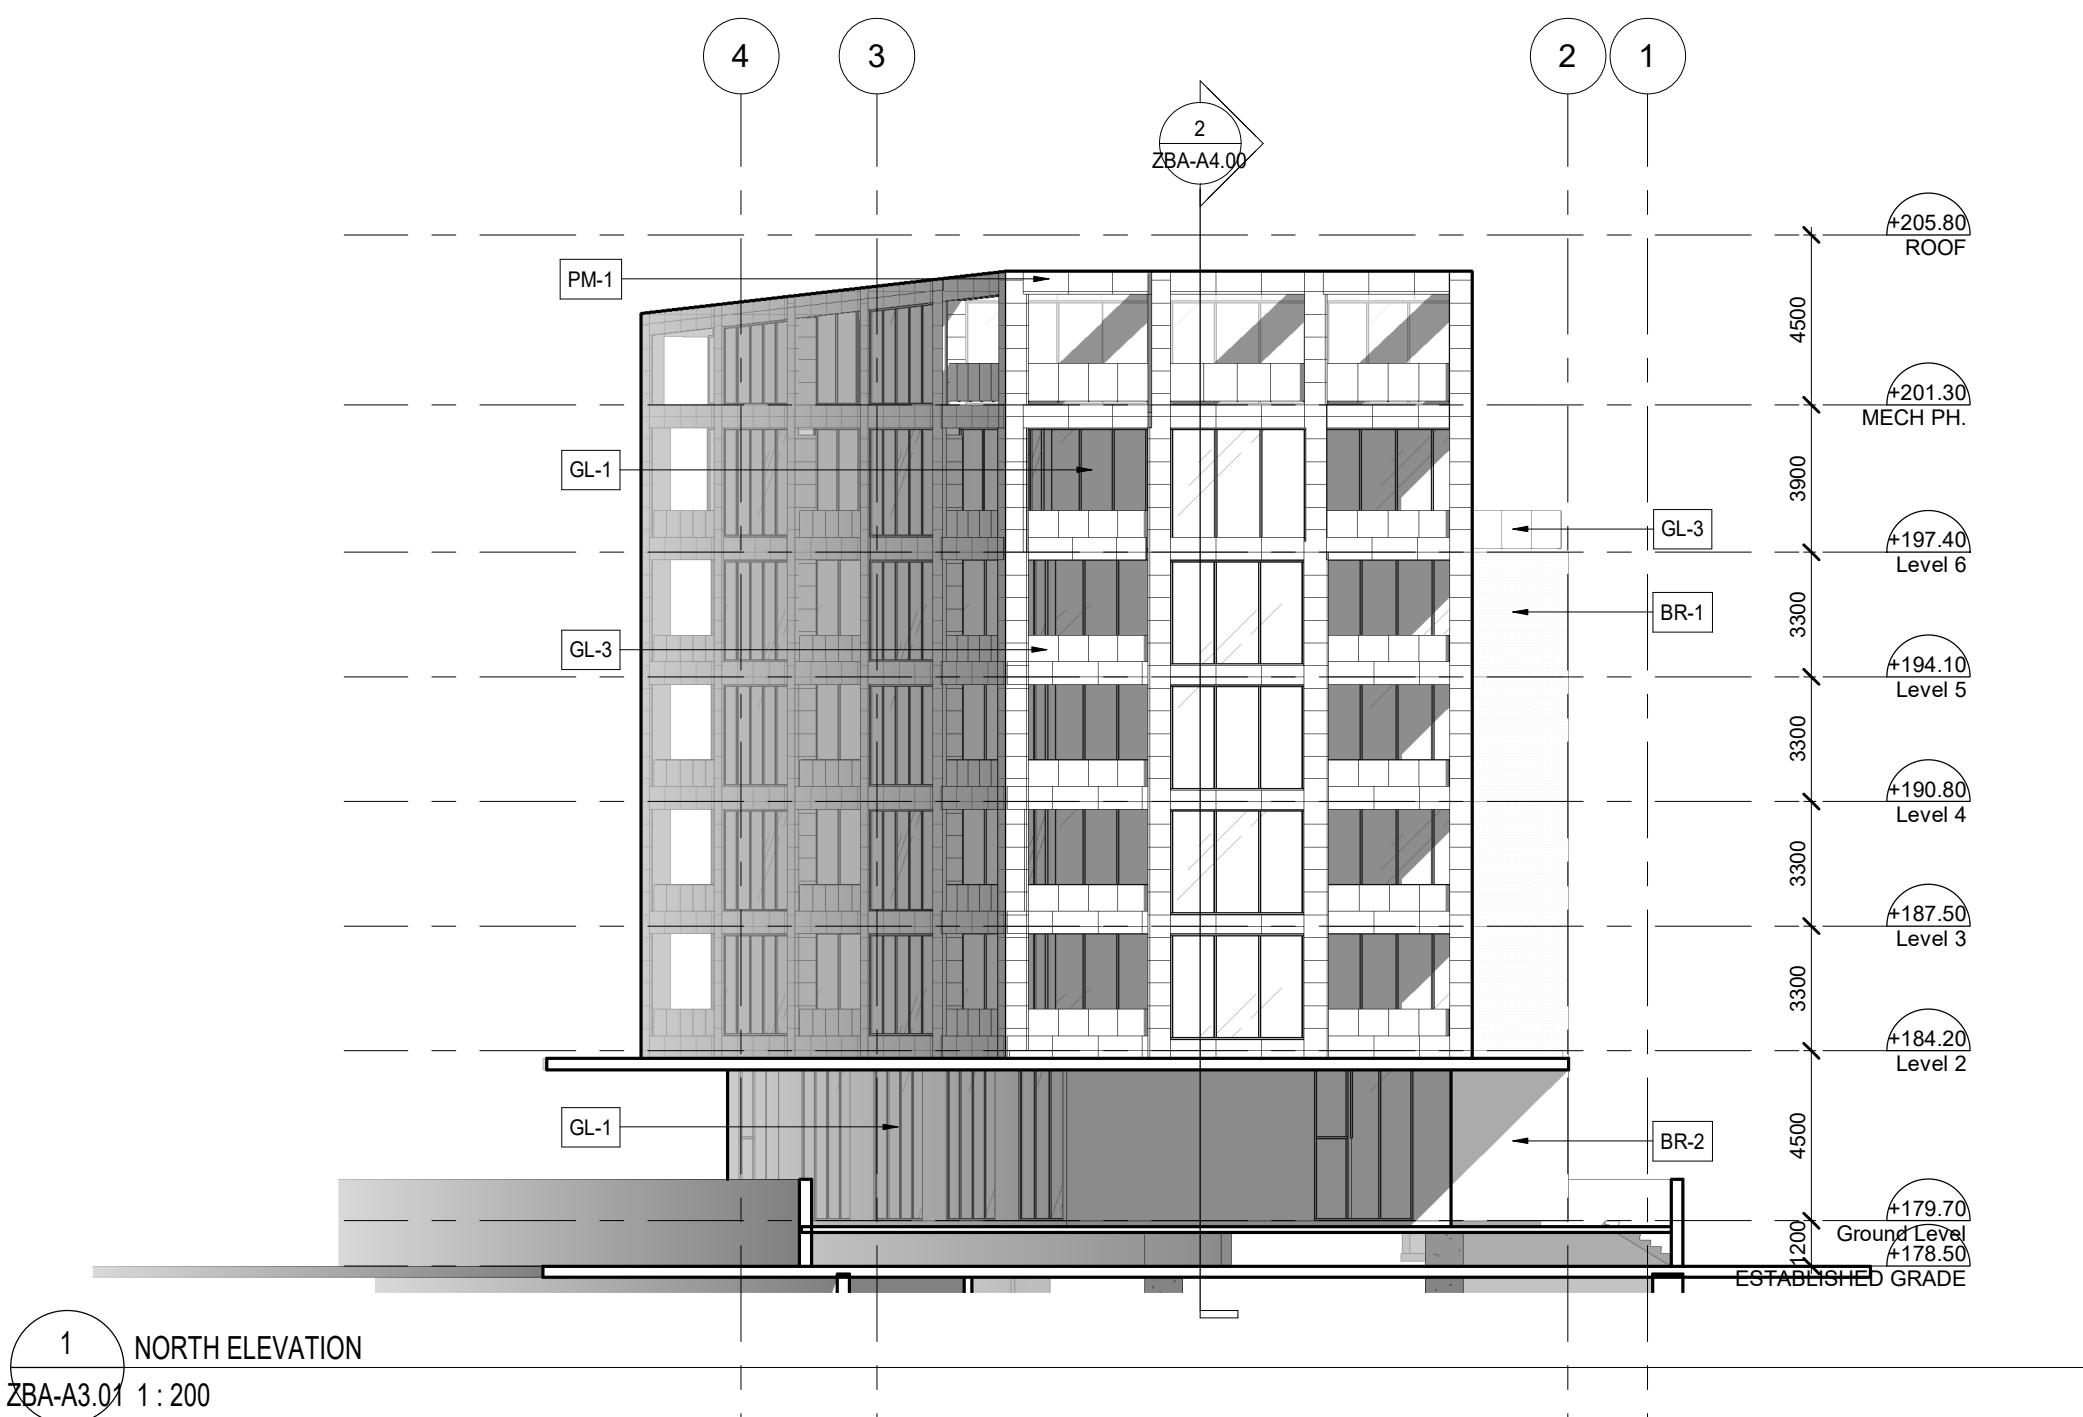 4
3
2
1
2
ZBA-A4.00
+205.80
ROOF
PM-1
4500
+201.30
MECH PH.
GL-1
3900
GL-3
+197.40
Level 6
BR-1
3300
GL-3
+194.10
Level 5
3300
+190.80
Level 4
3300
+187.50
Level 3
3300
+184.20
Level 2
GL-1
BR-2
4500
+179.70
Ground Level
1200
+178.50
ESTABLISHED GRADE
1
NORTH ELEVATION
ZBA-A3.01 1 : 200